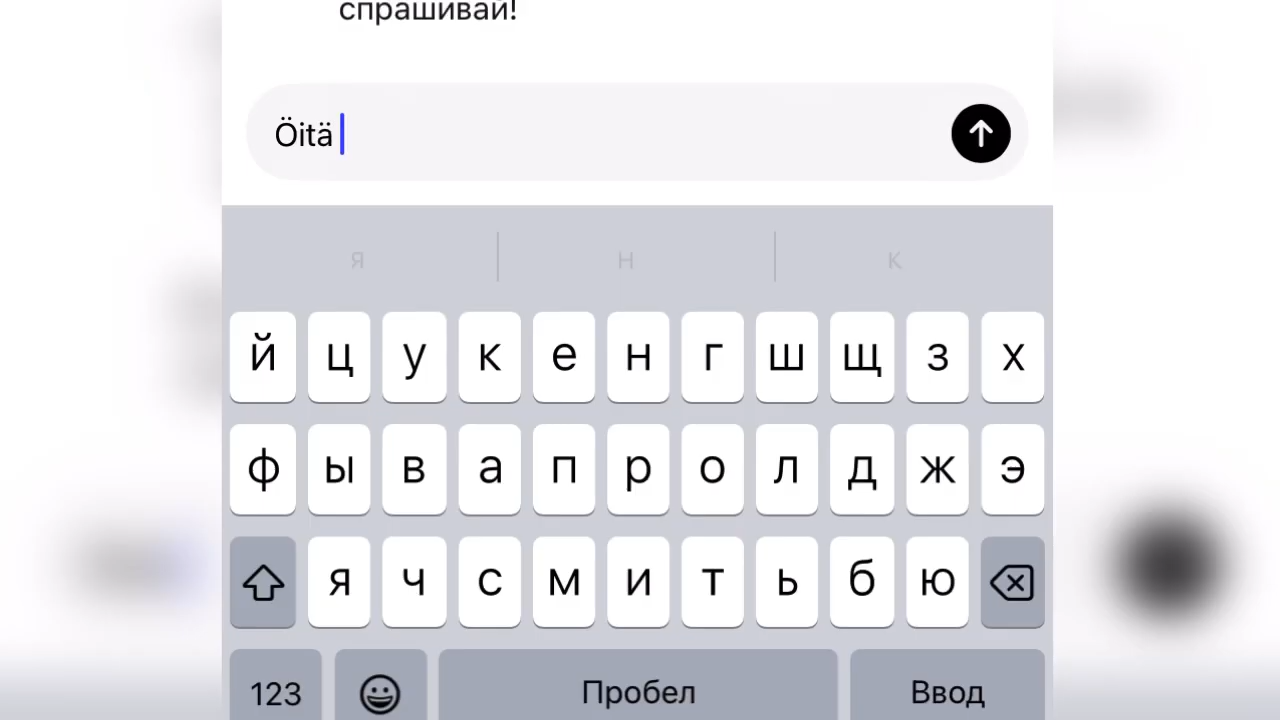 спрашивай!
Öitä
я н к
й ц у к е н г ш щ з х
ф ы в а п р о л д ж э
я ч с м и т ь б ю
123 Пробел Ввод